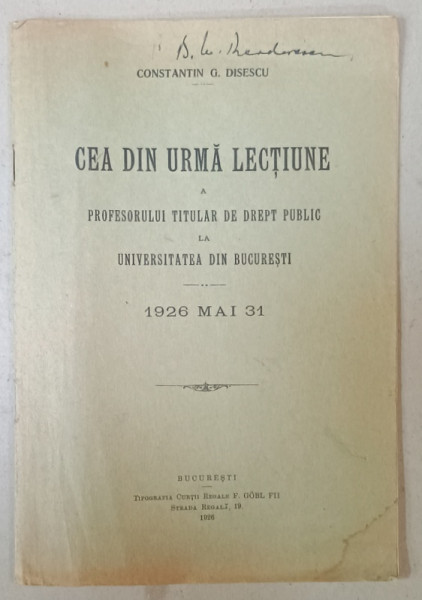 CONSTANTIN G. DISESCU
CEA DIN URMĂ LECȚIUNE
A
PROFESORULUI TITULAR DE DREPT PUBLIC
LA
UNIVERSITATEA DIN BUCUREȘTI
1926 MAI 31
BUCUREȘTI
TIPOGRAFIA CURȚII REGALE F. GÖBL FII
STRADA REGALĂ, 19
1926